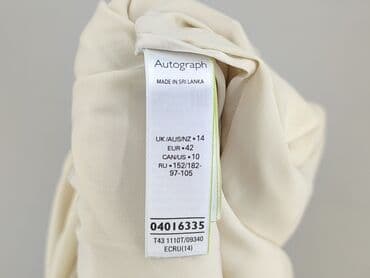 Autograph
MADE IN SRI LANKA
UK/AUS/NZ • 14
EUR • 42
CAN/US • 10
RU • 152/182-
97-105
04016335
T43 1110T/09340
ECRU(14)